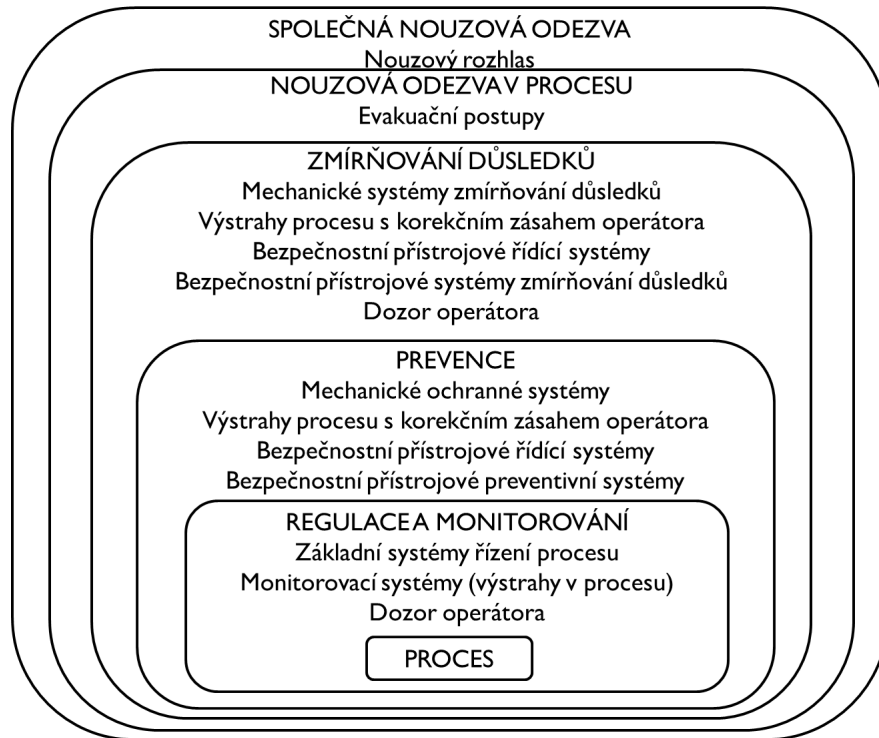 SPOLEČNÁ NOUZOVÁ ODEZVA
Nouzový rozhlas
NOUZOVÁ ODEZVA V PROCESU
Evakuační postupy
ZMÍRŇOVÁNÍ DŮSLEDKŮ
Mechanické systémy zmírňování důsledků
Výstrahy procesu s korekčním zásahem operátora
Bezpečnostní přístrojové řídící systémy
Bezpečnostní přístrojové systémy zmírňování důsledků
Dozor operátora
PREVENCE
Mechanické ochranné systémy
Výstrahy procesu s korekčním zásahem operátora
Bezpečnostní přístrojové řídící systémy
Bezpečnostní přístrojové preventivní systémy
REGULACE A MONITOROVÁNÍ
Základní systémy řízení procesu
Monitorovací systémy (výstrahy v procesu)
Dozor operátora
PROCES